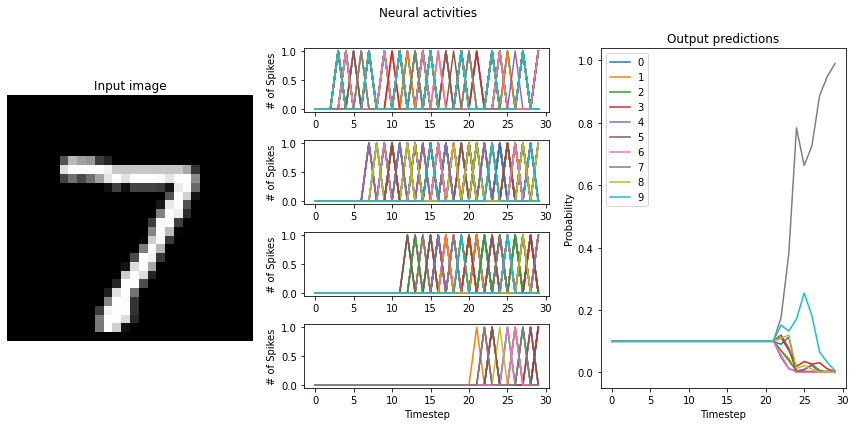 Neural activities
Input image
7
# of Spikes
1.0
0.5
0.0
0 5 10 15 20 25 30
# of Spikes
1.0
0.5
0.0
0 5 10 15 20 25 30
# of Spikes
1.0
0.5
0.0
0 5 10 15 20 25 30
# of Spikes
1.0
0.5
0.0
0 5 10 15 20 25 30
Timestep
Output predictions
0
1
2
3
4
5
6
7
8
9
Probability
1.0
0.8
0.6
0.4
0.2
0.0
0 5 10 15 20 25 30
Timestep